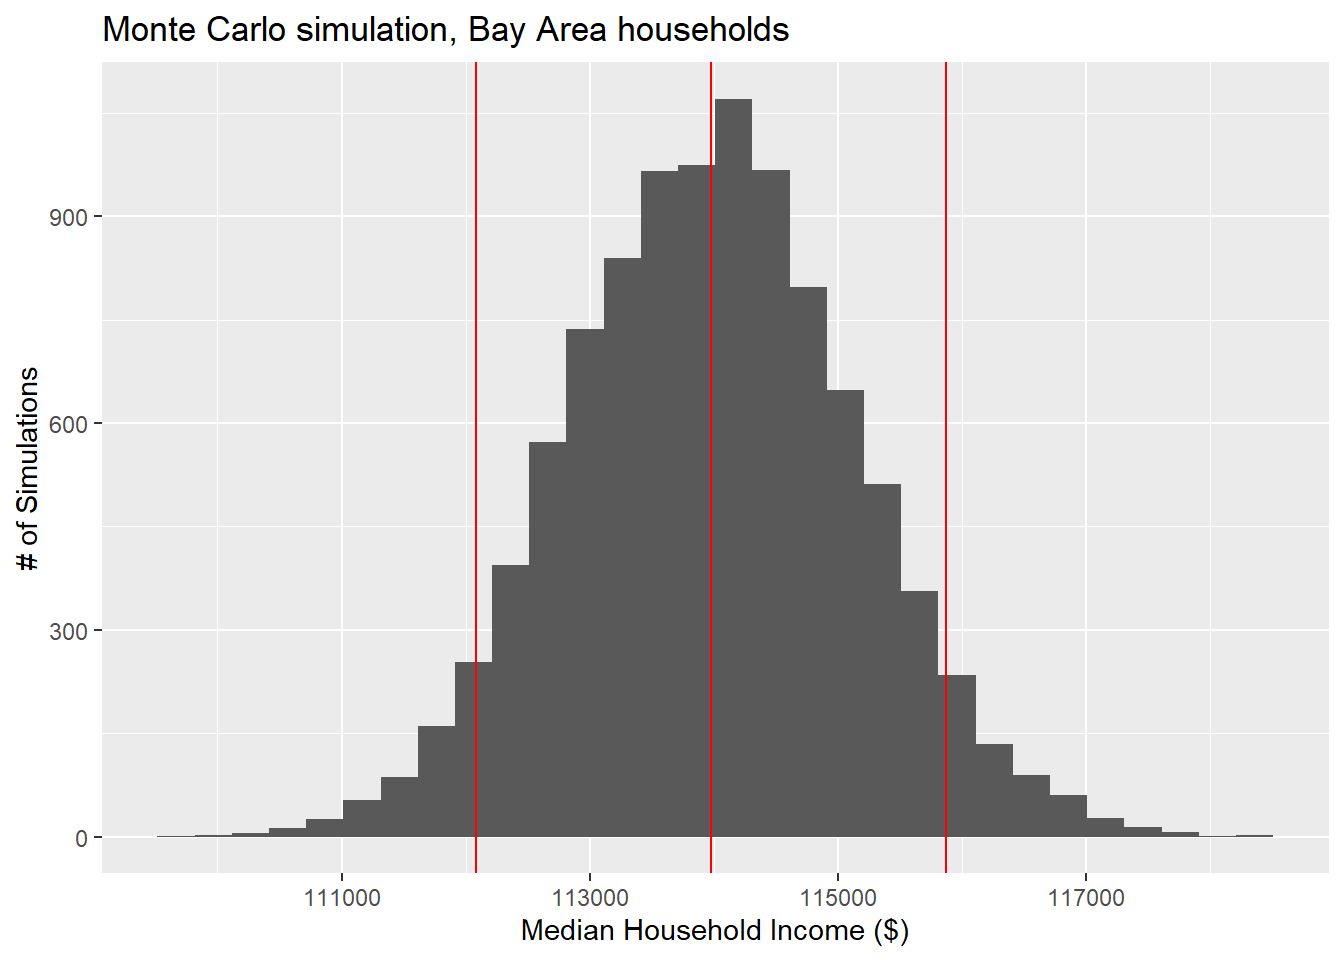 Monte Carlo simulation, Bay Area households
# of Simulations
900
600
300
0
111000
113000
115000
117000
Median Household Income ($)